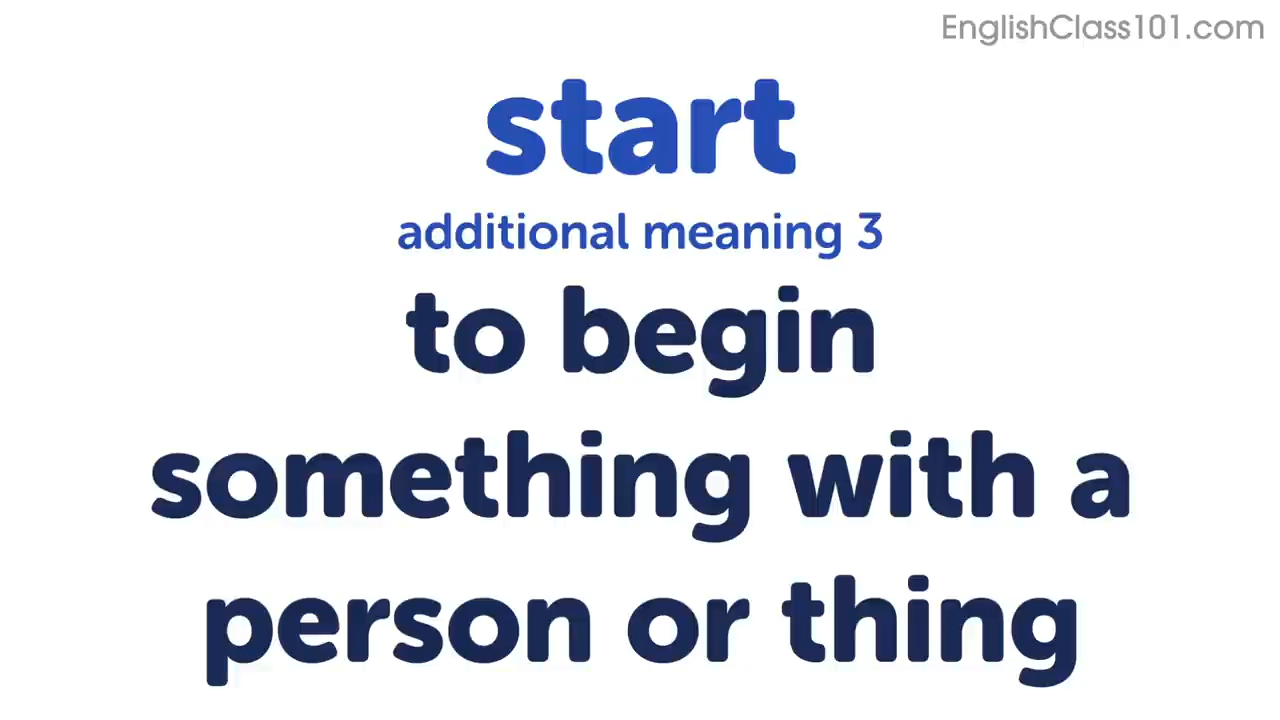 EnglishClass101.com
start
additional meaning 3
to begin
something with a
person or thing